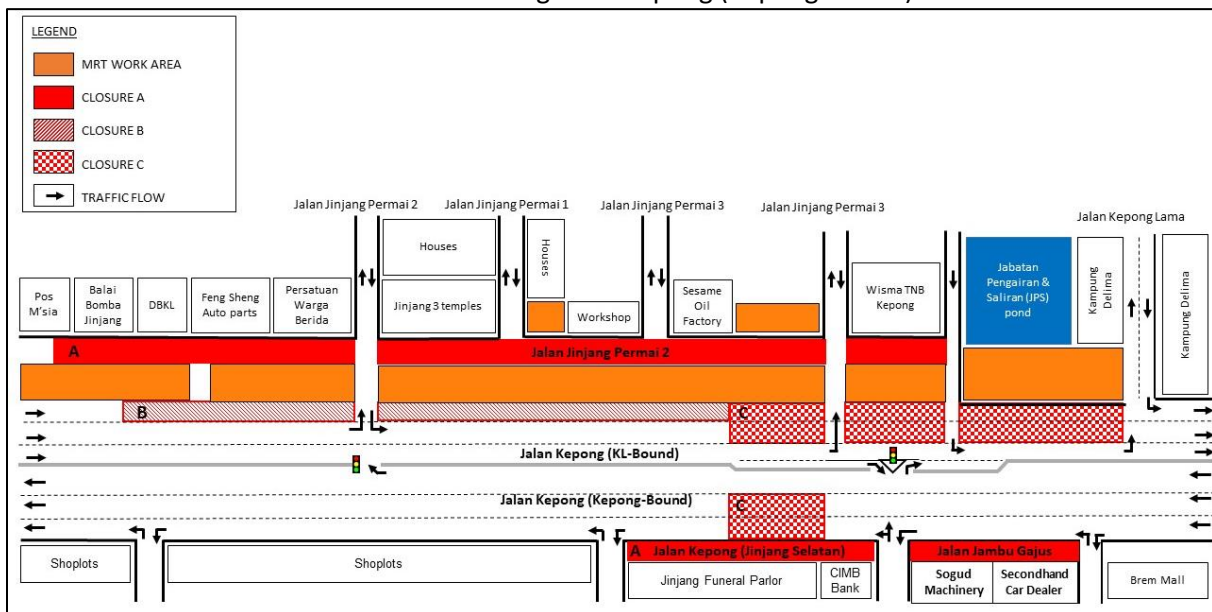 LEGEND
MRT WORK AREA
CLOSURE A
CLOSURE B
CLOSURE C
TRAFFIC FLOW
Jalan Jinjang Permai 2
Jalan Jinjang Permai 1
Jalan Jinjang Permai 3
Jalan Jinjang Permai 3
Jalan Kepong Lama
Houses
Houses
Pos
M'sia
Balai
Bomba
Jinjang
DBKL
Feng Sheng
Auto parts
Persatuan
Warga
Berida
Jinjang 3 temples
Workshop
Sesame
Oil
Factory
Wisma TNB
Kepong
Jabatan
Pengairan &
Saliran (JPS)
pond
Kampung
Delima
Kampung Delima
A
Jalan Jinjang Permai 2
B
C
Jalan Kepong (KL-Bound)
Jalan Kepong (Kepong-Bound)
C
Shoplots
Shoplots
A Jalan Kepong (Jinjang Selatan)
Jinjang Funeral Parlor
CIMB
Bank
Jalan Jambu Gajus
Sogud
Machinery
Secondhand
Car Dealer
Brem Mall